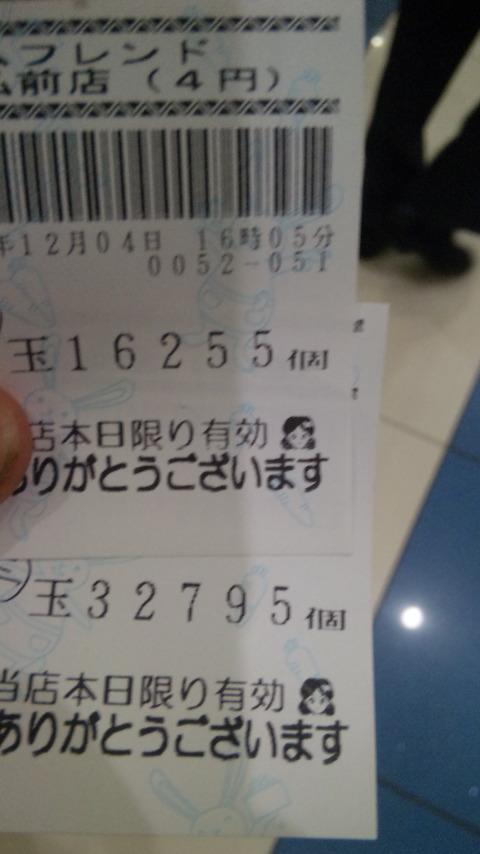 フレンド
前店（4円）
年12月04日 16時05分
0052-051
玉16255個
店本日限り有効
ありがとうございます
玉32795個
当店本日限り有効
ありがとうございます